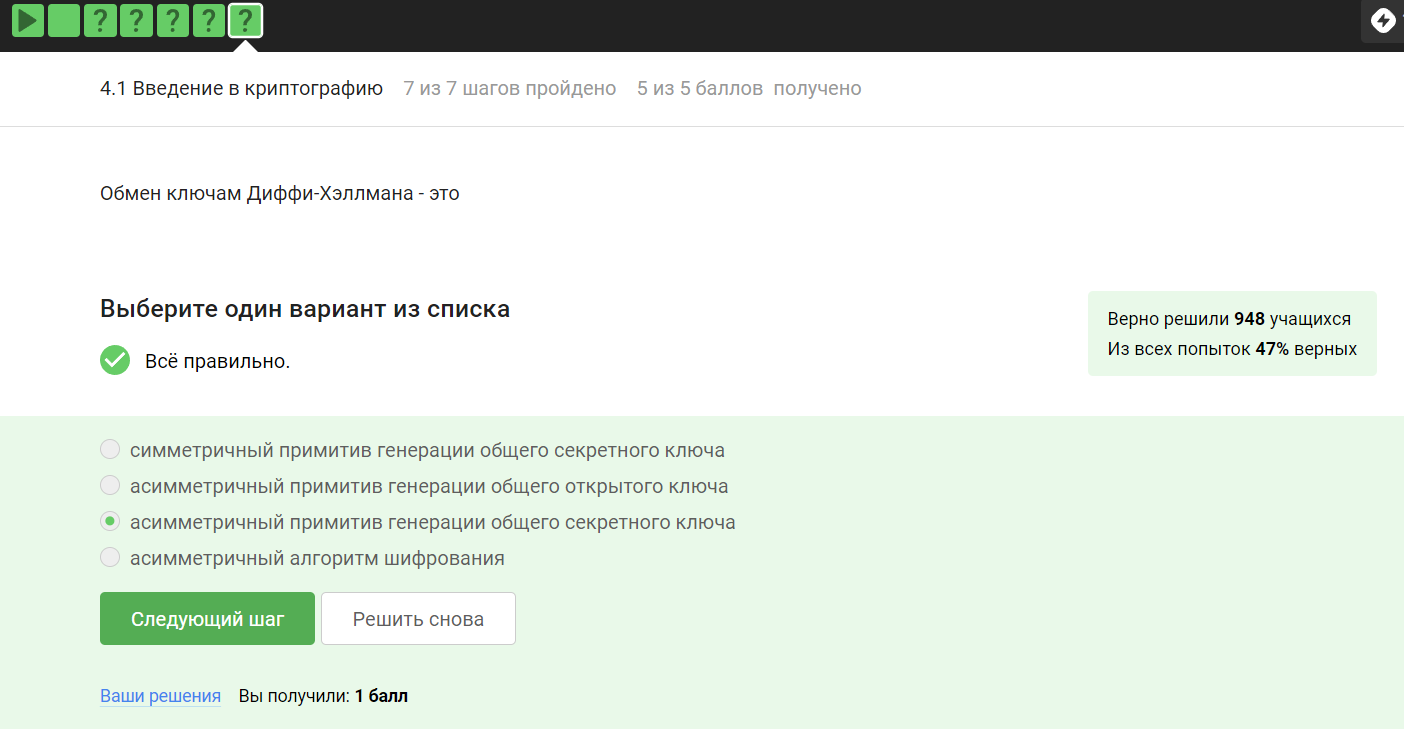 ? ? ? ? ?
4.1 Введение в криптографию 7 из 7 шагов пройдено 5 из 5 баллов получено
Обмен ключам Диффи-Хэллмана - это
Выберите один вариант из списка
Всё правильно.
Верно решили 948 учащихся
Из всех попыток 47% верных
симметричный примитив генерации общего секретного ключа
асимметричный примитив генерации общего открытого ключа
асимметричный примитив генерации общего секретного ключа
асимметричный алгоритм шифрования
Следующий шаг Решить снова
Ваши решения Вы получили: 1 балл